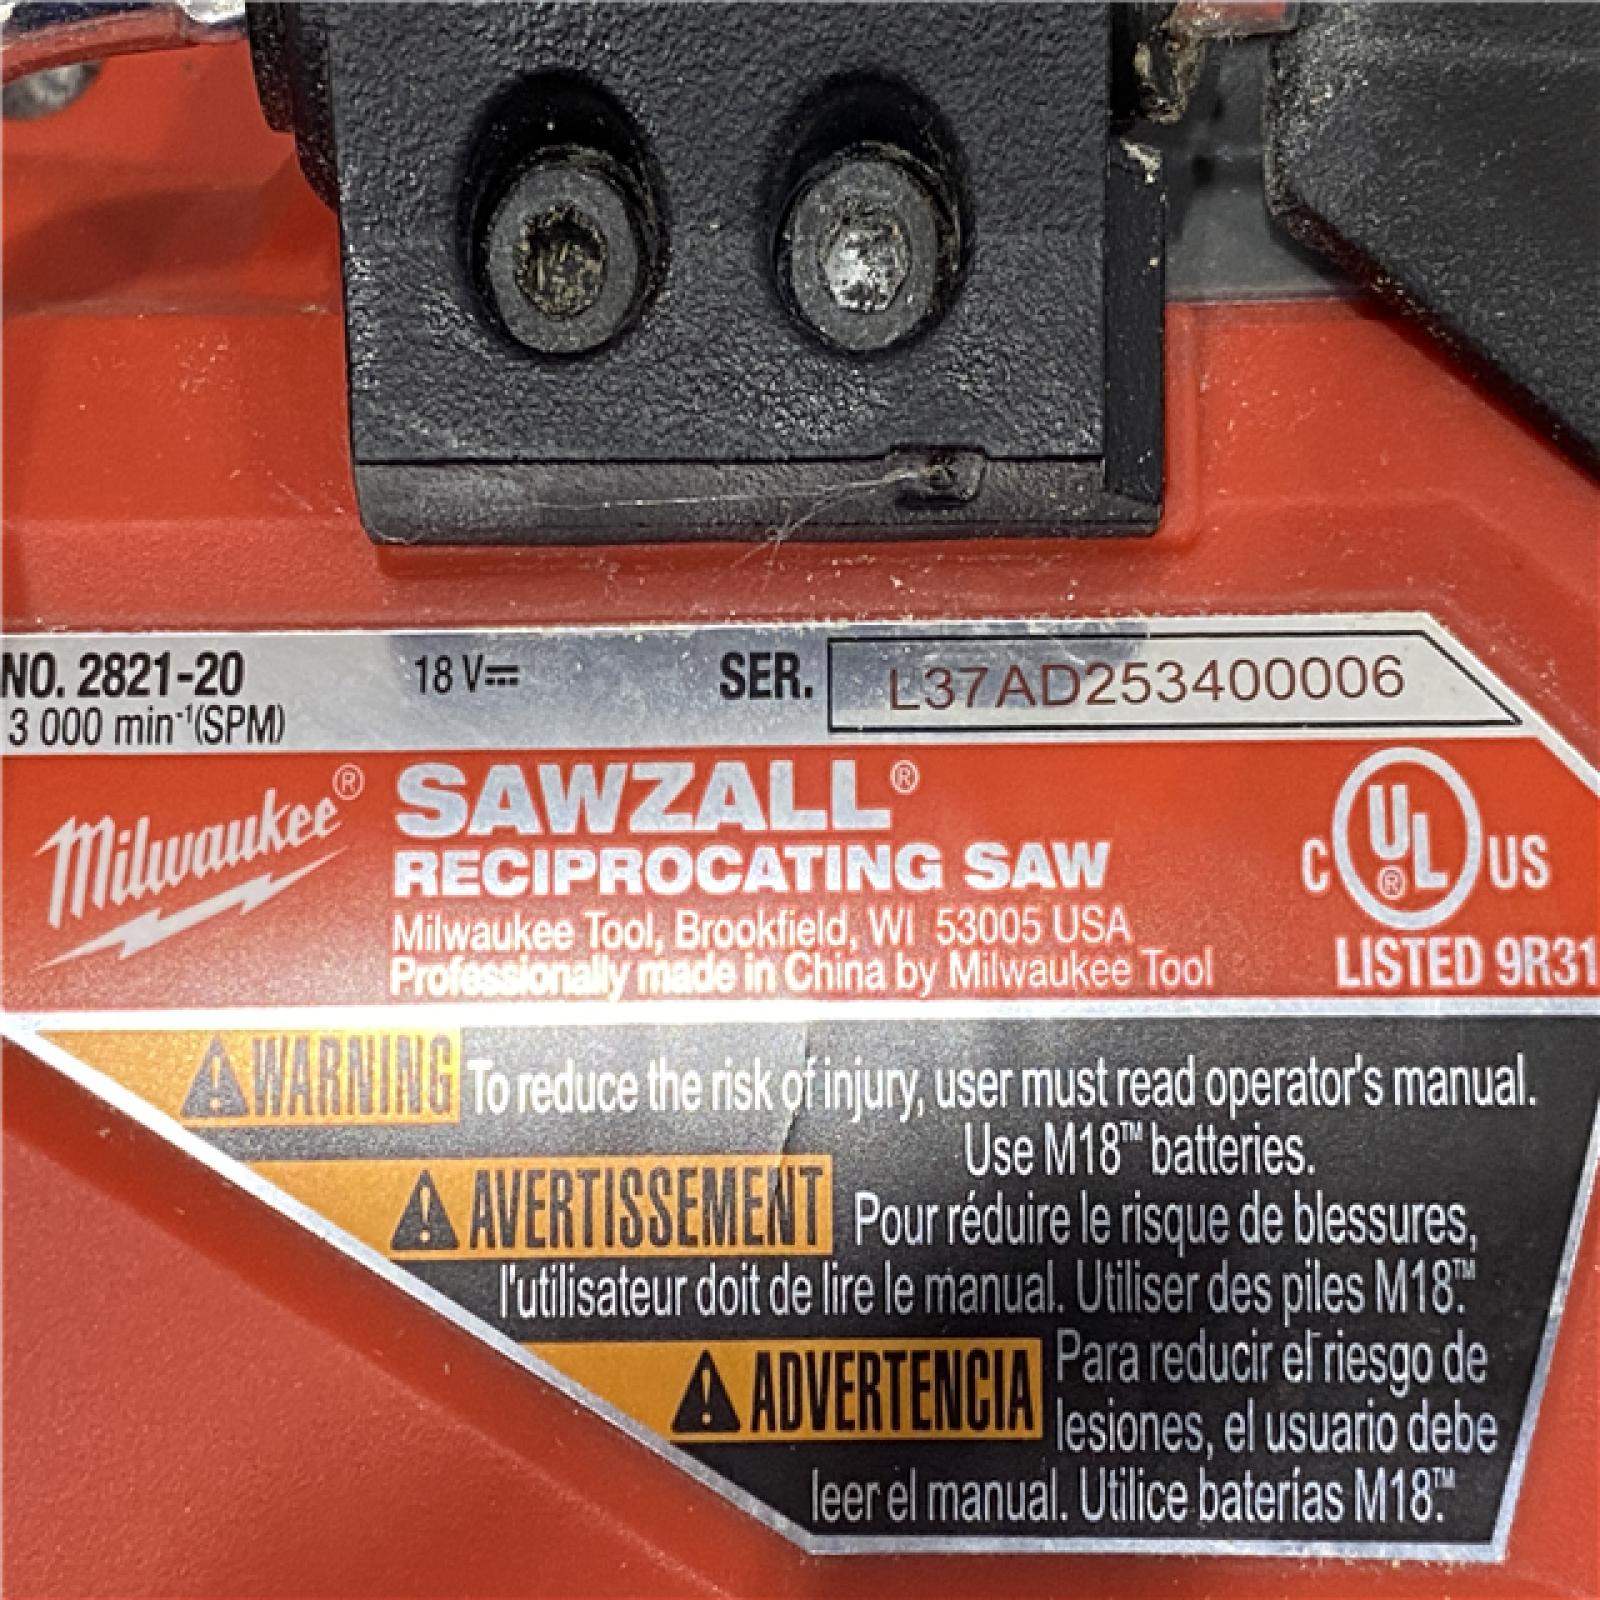 NO. 2821-20 18 V⎓ SER. L37AD253400006
3 000 min⁻¹(SPM)
Milwaukee® SAWZALL®
RECIPROCATING SAW
Milwaukee Tool, Brookfield, WI 53005 USA
Professionally made in China by Milwaukee Tool
C UL® US
LISTED 9R31
WARNING To reduce the risk of injury, user must read operator's manual.
Use M18™ batteries.
AVERTISSEMENT Pour réduire le risque de blessures,
l'utilisateur doit de lire le manual. Utiliser des piles M18™.
ADVERTENCIA Para reducir el riesgo de
lesiones, el usuario debe
leer el manual. Utilice baterías M18™.